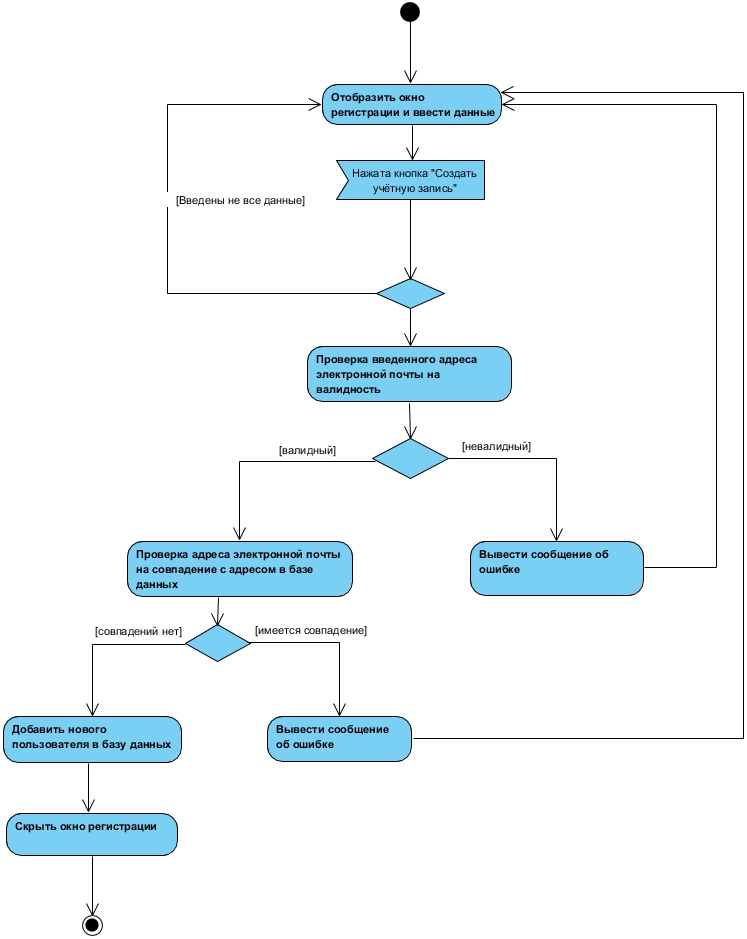 Отобразить окно
регистрации и ввести данные
Нажата кнопка "Создать
учётную запись"
[Введены не все данные]
Проверка введенного адреса
электронной почты на
валидность
[валидный]
[невалидный]
Проверка адреса электронной почты
на совпадение с адресом в базе
данных
Вывести сообщение об
ошибке
[совпадений нет]
[имеется совпадение]
Добавить нового
пользователя в базу данных
Вывести сообщение
об ошибке
Скрыть окно регистрации